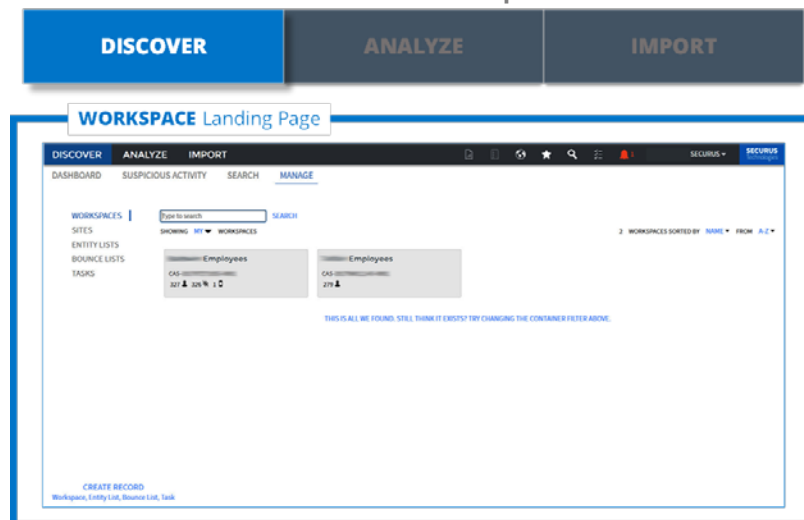 DISCOVER ANALYZE IMPORT
WORKSPACE Landing Page
DISCOVER ANALYZE IMPORT SECURUS SECURUS
Technologies
DASHBOARD SUSPICIOUS ACTIVITY SEARCH MANAGE
WORKSPACES Type to search SEARCH
SITES SHOWING MY WORKSPACES 2 WORKSPACES SORTED BY NAME FROM A-Z
ENTITY LISTS
BOUNCE LISTS Employees Employees
TASKS CAS- CAS-
327 326 1 279
THIS IS ALL WE FOUND. STILL THINK IT EXISTS? TRY CHANGING THE CONTAINER FILTER ABOVE.
CREATE RECORD
Workspace, Entity List, Bounce List, Task